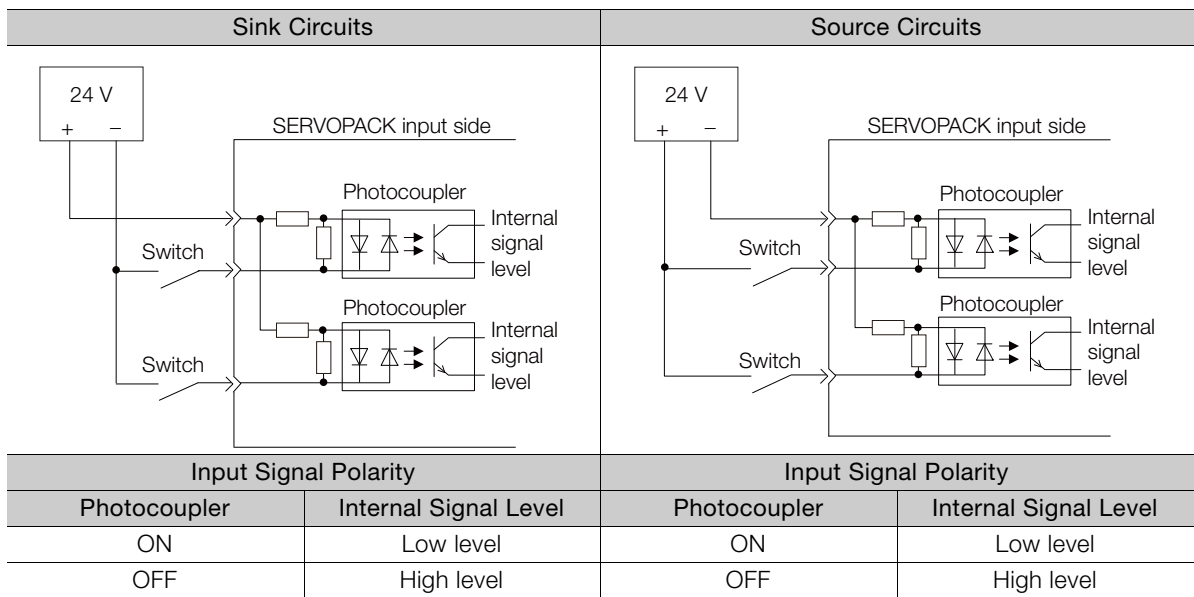 Sink Circuits
Source Circuits
24 V
+ −
SERVOPACK input side
Photocoupler
Internal
signal
level
Switch
Photocoupler
Internal
signal
level
Switch
24 V
+ −
SERVOPACK input side
Photocoupler
Internal
signal
level
Switch
Photocoupler
Internal
signal
level
Switch
Input Signal Polarity
Input Signal Polarity
Photocoupler Internal Signal Level Photocoupler Internal Signal Level
ON Low level ON Low level
OFF High level OFF High level